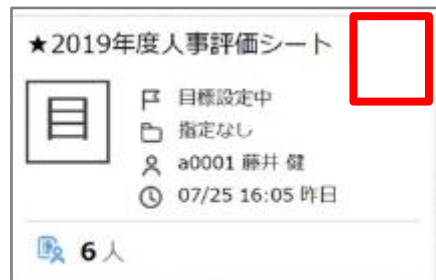 ★2019年度人事評価シート
目
目標設定中
指定なし
a0001 藤井 健
07/25 16:05 昨日
6人